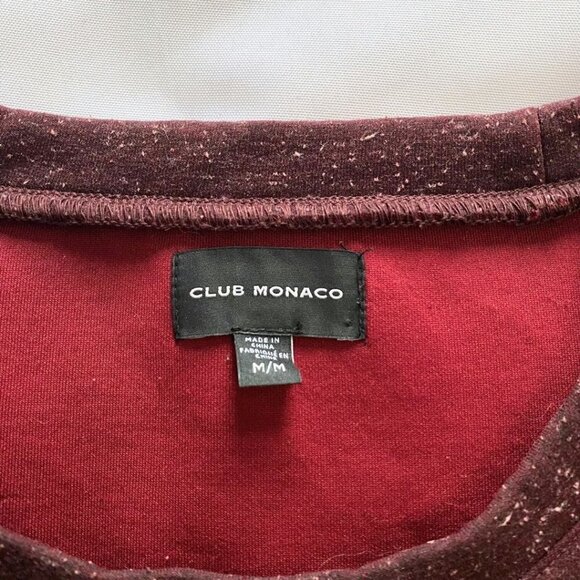 CLUB MONACO
MADE IN
CHINA
FABRIQUÉ EN
CHINE
M/M